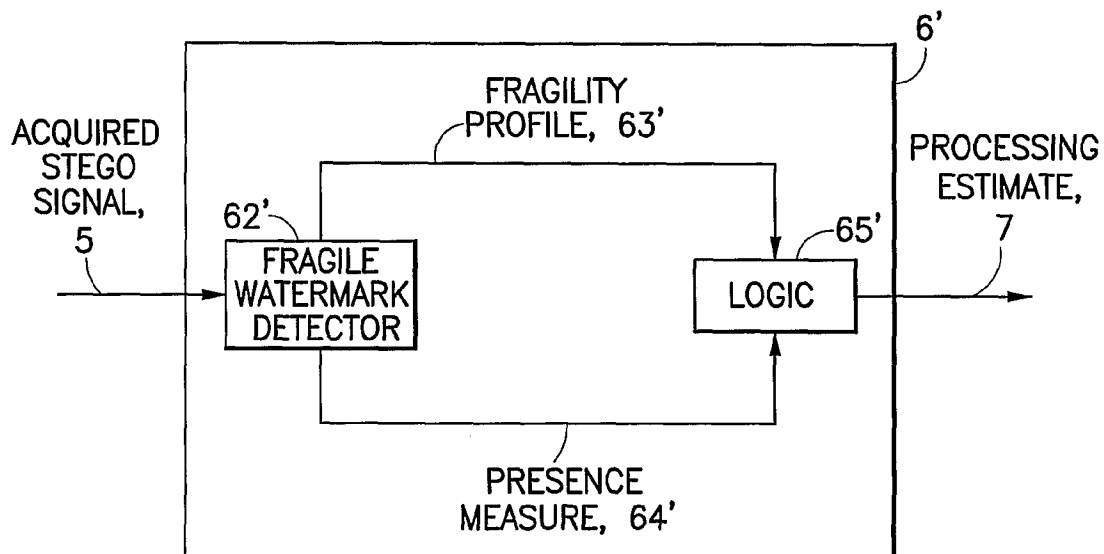 6'
FRAGILITY
PROFILE, 63'
ACQUIRED
STEGO
SIGNAL,
5
PROCESSING
ESTIMATE,
7
62'
FRAGILE
WATERMARK
DETECTOR
65'
LOGIC
PRESENCE
MEASURE, 64'